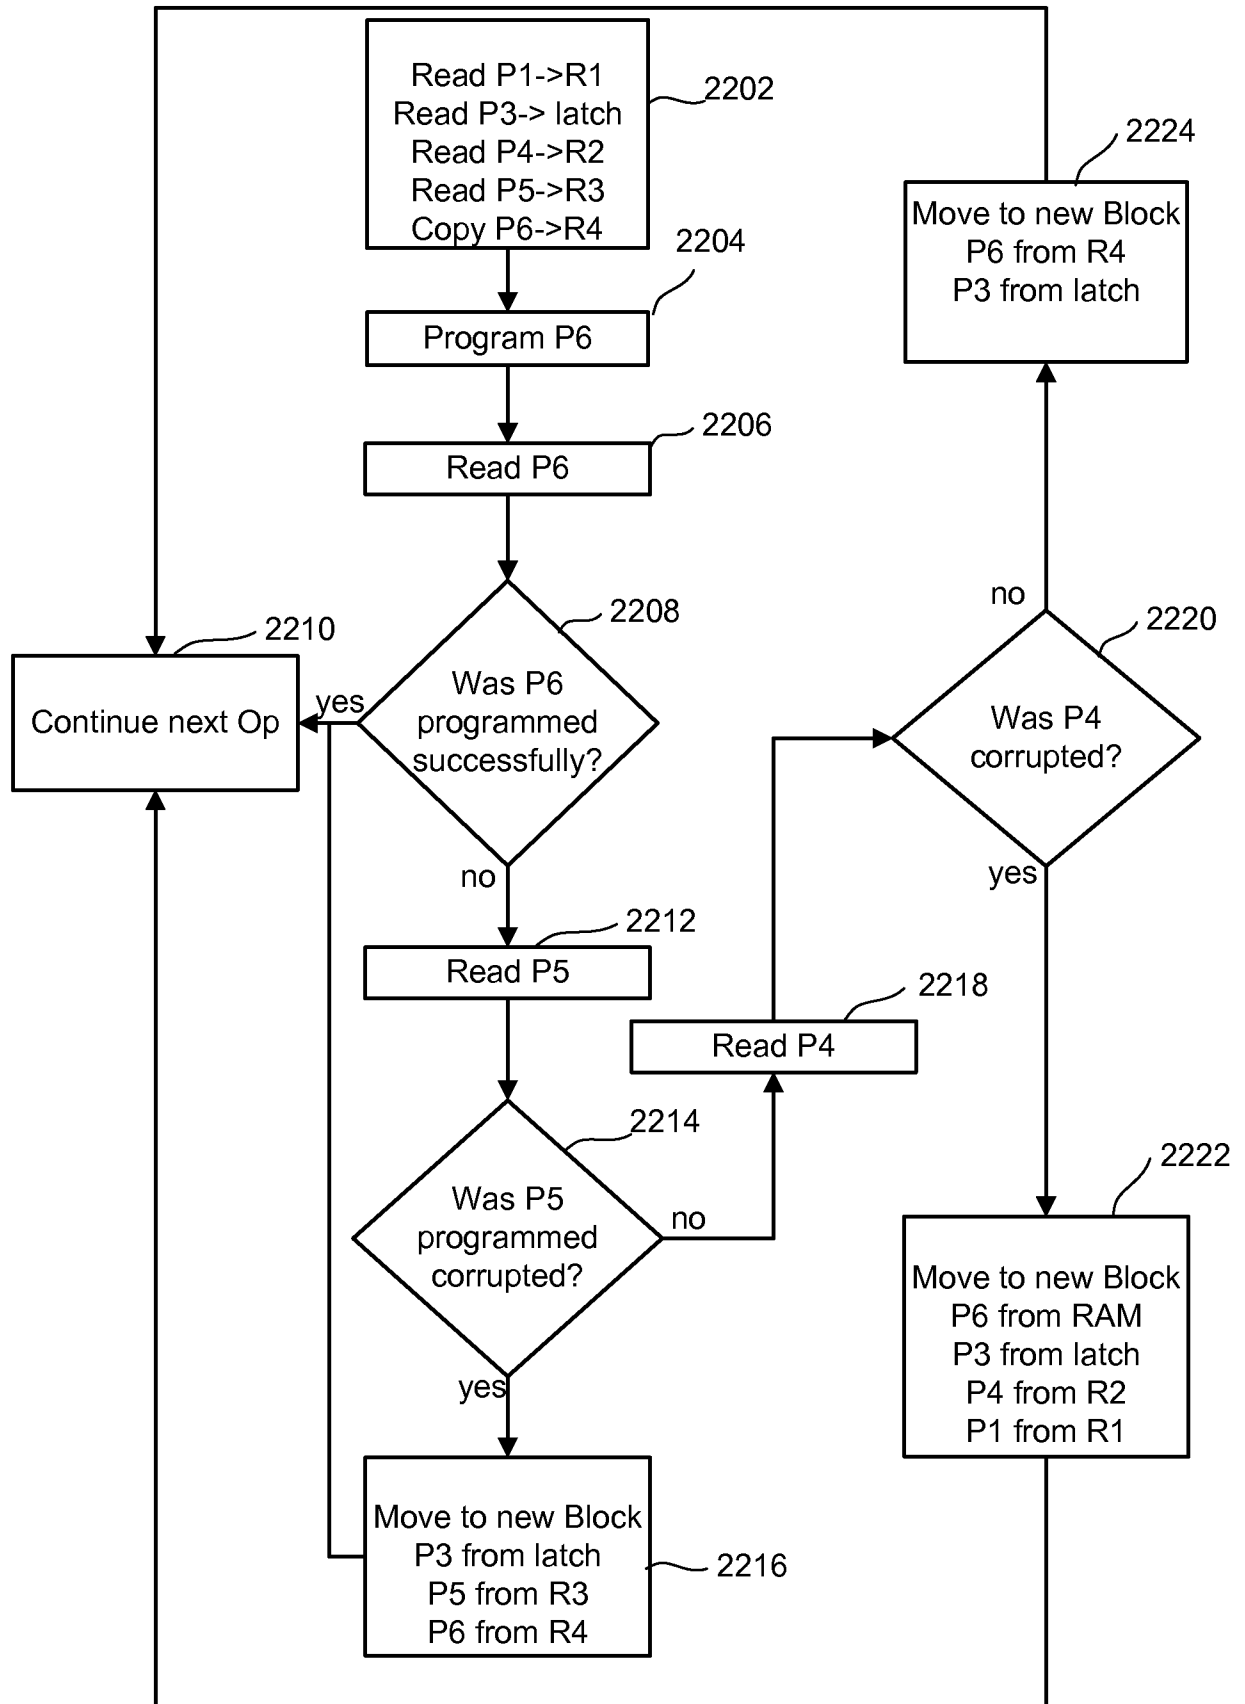 Read P1->R1
Read P3-> latch
Read P4->R2
Read P5->R3
Copy P6->R4
2202
2204
Program P6
2206
Read P6
2208
Was P6
programmed
successfully?
yes
no
2210
Continue next Op
2212
Read P5
2214
Was P5
programmed
corrupted?
no
yes
2216
Move to new Block
P3 from latch
P5 from R3
P6 from R4
2218
Read P4
2220
Was P4
corrupted?
no
yes
2222
Move to new Block
P6 from RAM
P3 from latch
P4 from R2
P1 from R1
2224
Move to new Block
P6 from R4
P3 from latch